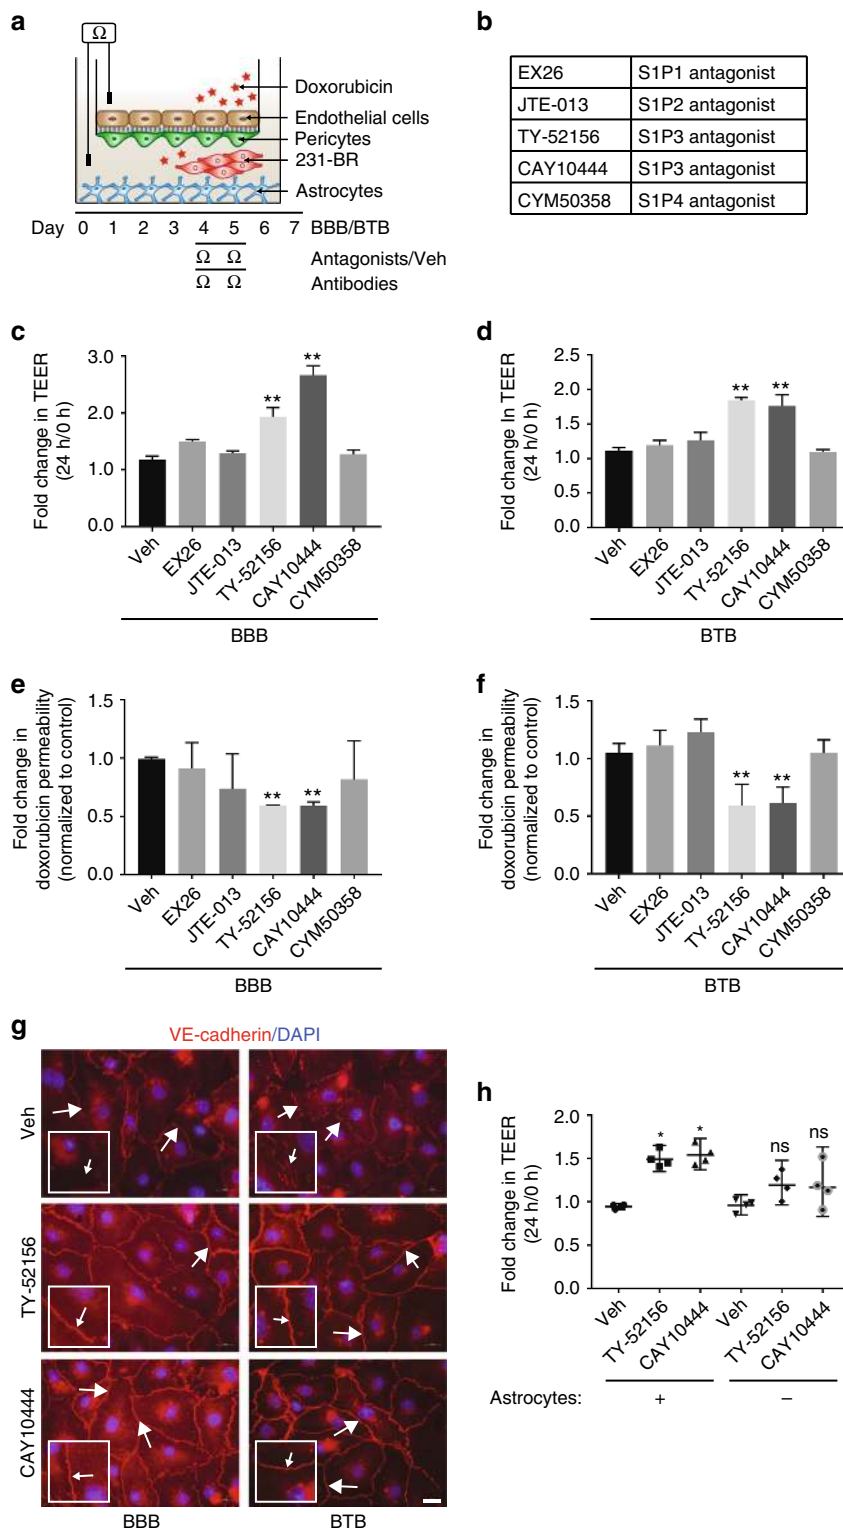 a
Ω
Doxorubicin
Endothelial cells
Pericytes
231-BR
Astrocytes
Day 0 1 2 3 4 5 6 7 BBB/BTB
Ω Ω Antagonists/Veh
Ω Ω Antibodies
b
EX26 S1P1 antagonist
JTE-013 S1P2 antagonist
TY-52156 S1P3 antagonist
CAY10444 S1P3 antagonist
CYM50358 S1P4 antagonist
c
Fold change in TEER
(24 h/0 h)
3.0
2.0
1.0
0.0
**
**
Veh
EX26
JTE-013
TY-52156
CAY10444
CYM50358
BBB
d
Fold change In TEER
(24 h/0 h)
2.5
2.0
1.5
1.0
0.5
0.0
**
**
Veh
EX26
JTE-013
TY-52156
CAY10444
CYM50358
BTB
e
Fold change in
doxorubicin permeability
(normalized to control)
1.5
1.0
0.5
0.0
**
**
Veh
EX26
JTE-013
TY-52156
CAY10444
CYM50358
BBB
f
Fold change in
doxorubicin permeability
(normalized to control)
1.5
1.0
0.5
0.0
**
**
Veh
EX26
JTE-013
TY-52156
CAY10444
CYM50358
BTB
g
VE-cadherin/DAPI
Veh
TY-52156
CAY10444
BBB
BTB
h
Fold change in TEER
(24 h/0 h)
2.0
1.5
1.0
0.5
0.0
*
*
ns
ns
Veh
TY-52156
CAY10444
Veh
TY-52156
CAY10444
Astrocytes: + −